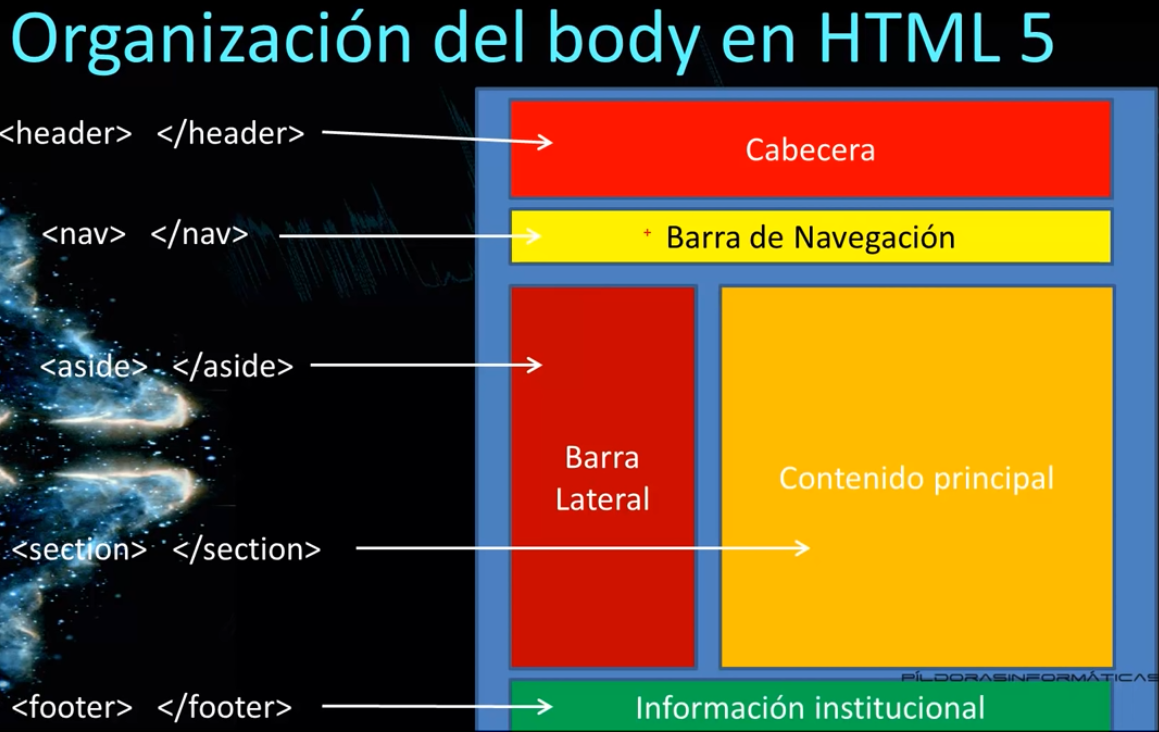 Organización del body en HTML 5
<header> </header>
Cabecera
<nav> </nav>
Barra de Navegación
<aside> </aside>
Barra
Lateral
Contenido principal
<section> </section>
PÍLDORASINFORMÁTICAS
<footer> </footer>
Información institucional